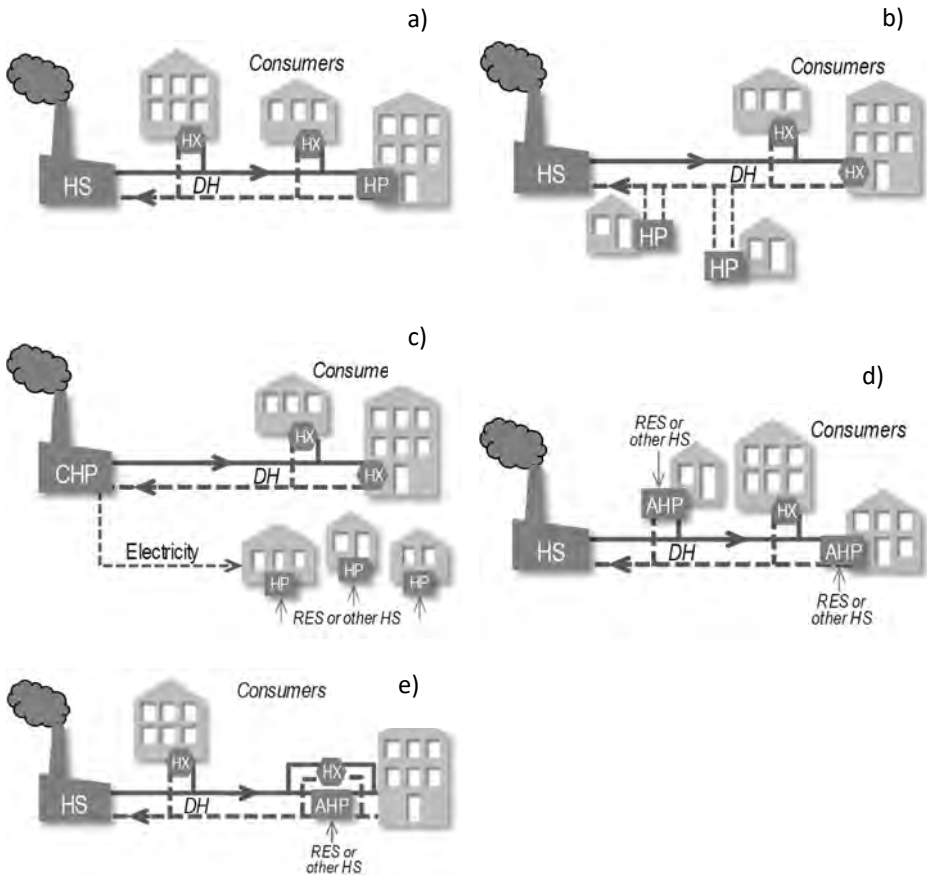 a)
Consumers
HX
HX
HS
DH
HP
b)
Consumers
HX
HS
DH
HX
HP
HP
c)
Consume
HX
CHP
DH
HX
Electricity
HP
HP
HP
RES or other HS
d)
RES or
other HS
Consumers
AHP
HX
HS
DH
AHP
RES or
other HS
e)
Consumers
HX
HX
HS
DH
AHP
RES or
other HS